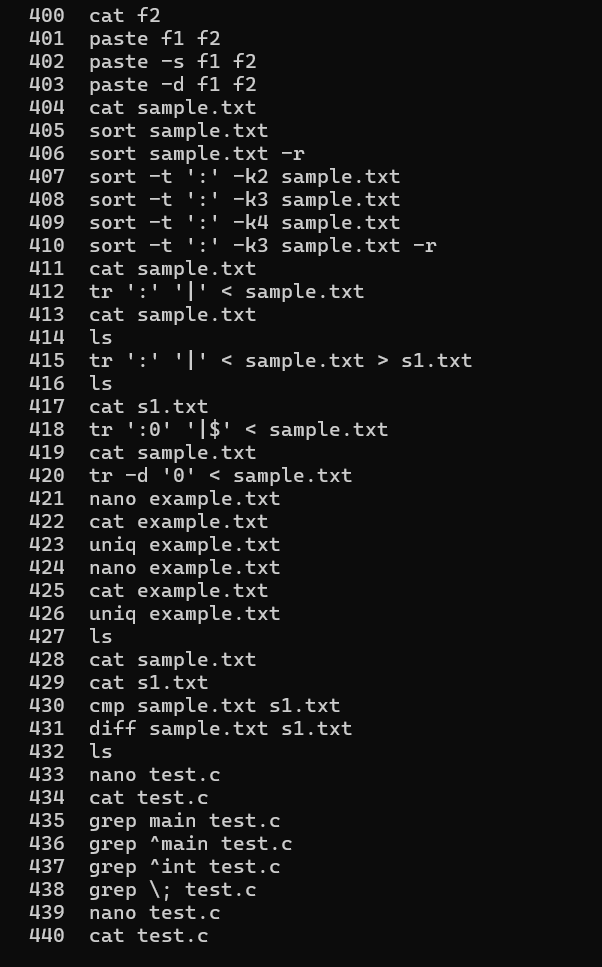 400  cat f2
401  paste f1 f2
402  paste -s f1 f2
403  paste -d f1 f2
404  cat sample.txt
405  sort sample.txt
406  sort sample.txt -r
407  sort -t ':' -k2 sample.txt
408  sort -t ':' -k3 sample.txt
409  sort -t ':' -k4 sample.txt
410  sort -t ':' -k3 sample.txt -r
411  cat sample.txt
412  tr ':' '|' < sample.txt
413  cat sample.txt
414  ls
415  tr ':' '|' < sample.txt > s1.txt
416  ls
417  cat s1.txt
418  tr ':0' '|$' < sample.txt
419  cat sample.txt
420  tr -d '0' < sample.txt
421  nano example.txt
422  cat example.txt
423  uniq example.txt
424  nano example.txt
425  cat example.txt
426  uniq example.txt
427  ls
428  cat sample.txt
429  cat s1.txt
430  cmp sample.txt s1.txt
431  diff sample.txt s1.txt
432  ls
433  nano test.c
434  cat test.c
435  grep main test.c
436  grep ^main test.c
437  grep ^int test.c
438  grep \; test.c
439  nano test.c
440  cat test.c